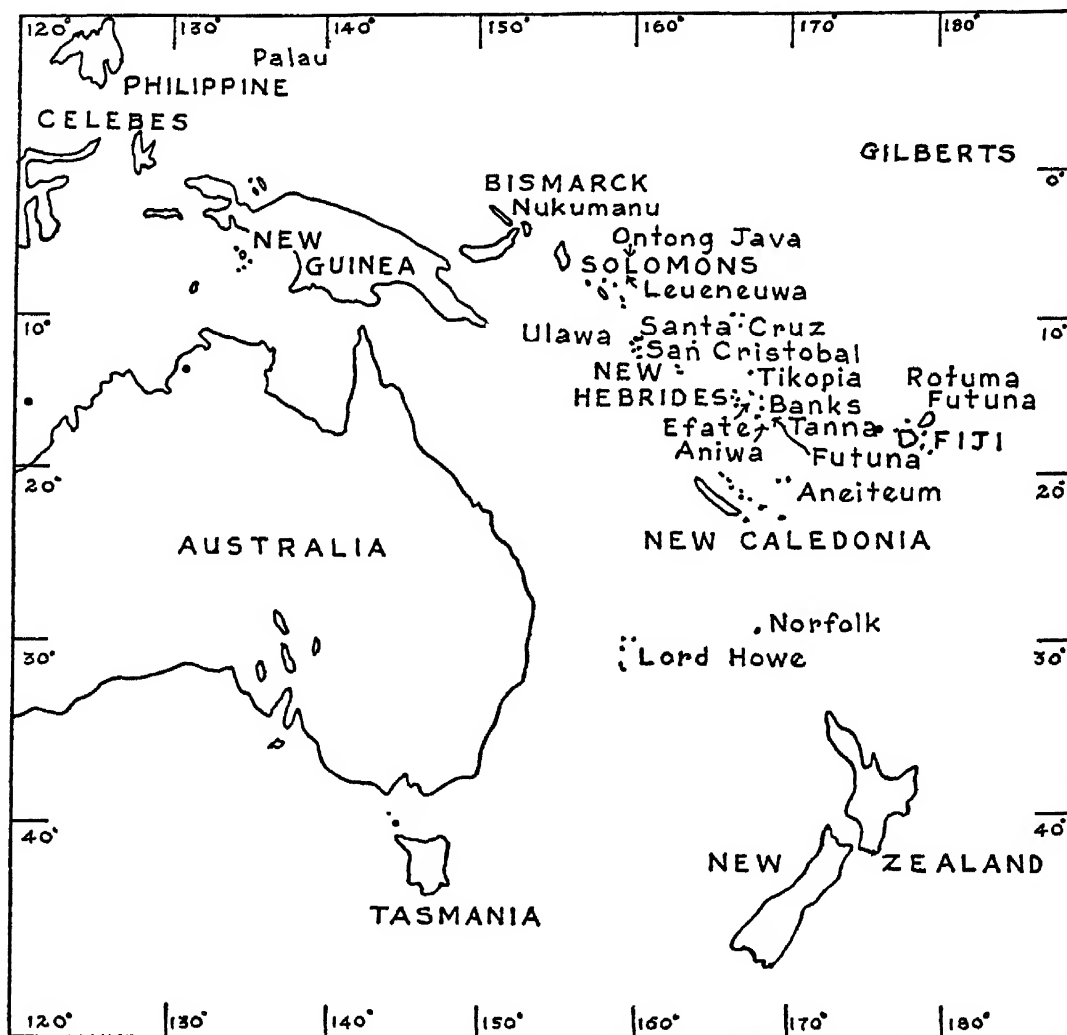 120° 130° 140° 150° 160° 170° 180°
Palau
PHILIPPINE
CELEBES
GILBERTS
0°
BISMARCK
Nukumanu
NEW
GUINEA
Ontong Java
SOLOMONS
Leueneuwa
10° 10°
Ulawa
Santa Cruz
San Cristobal
NEW
HEBRIDES
Tikopia
Rotuma
Banks
Futuna
Efate
Tanna
FIJI
Aniwa
Futuna
20° 20°
Aneiteum
AUSTRALIA
NEW CALEDONIA
Norfolk
30° 30°
Lord Howe
40° 40°
NEW ZEALAND
TASMANIA
120° 130° 140° 150° 160° 170° 180°